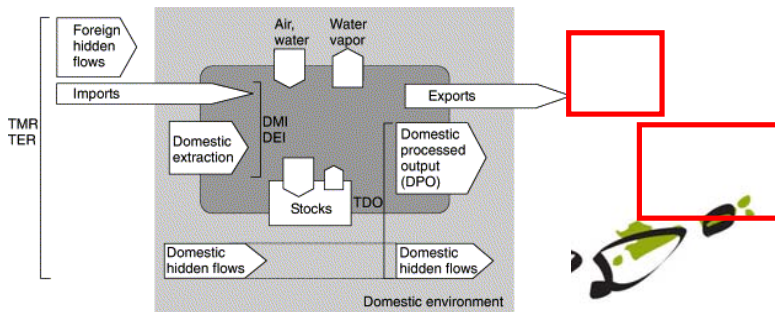 Foreign
hidden
flows
Air,
water
Water
vapor
Imports
Exports
TMR
TER
DMI
DEI
Domestic
extraction
Domestic
processed
output
(DPO)
Stocks
TDO
Domestic
hidden flows
Domestic
hidden flows
Domestic environment